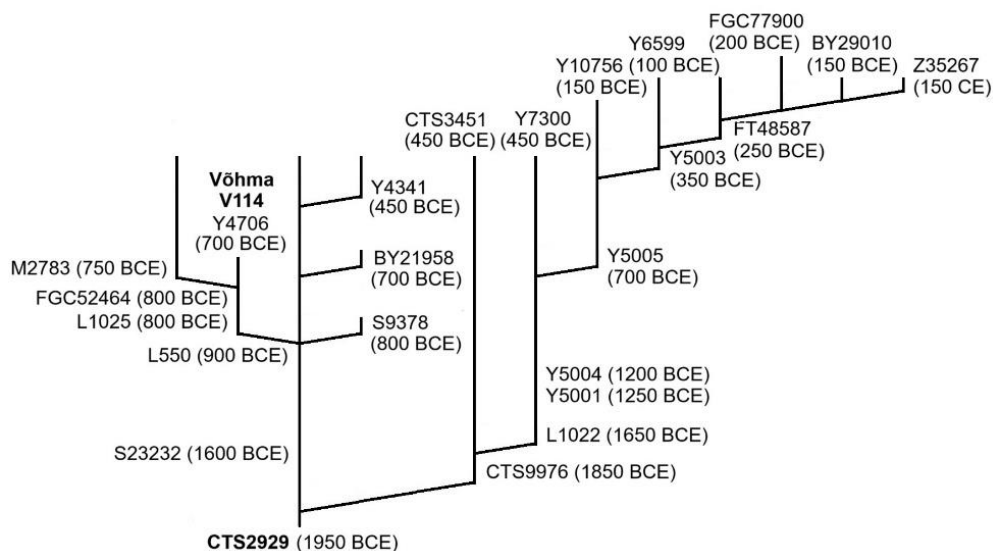 FGC77900
(200 BCE)
Y6599
(100 BCE)
BY29010
(150 BCE)
Y10756
(150 BCE)
Z35267
(150 CE)
CTS3451
(450 BCE)
Y7300
(450 BCE)
FT48587
(250 BCE)
Y5003
(350 BCE)
Võhma
V114
Y4706
(700 BCE)
Y4341
(450 BCE)
BY21958
(700 BCE)
Y5005
(700 BCE)
M2783 (750 BCE)
FGC52464 (800 BCE)
L1025 (800 BCE)
S9378
(800 BCE)
L550 (900 BCE)
Y5004 (1200 BCE)
Y5001 (1250 BCE)
L1022 (1650 BCE)
S23232 (1600 BCE)
CTS9976 (1850 BCE)
CTS2929 (1950 BCE)